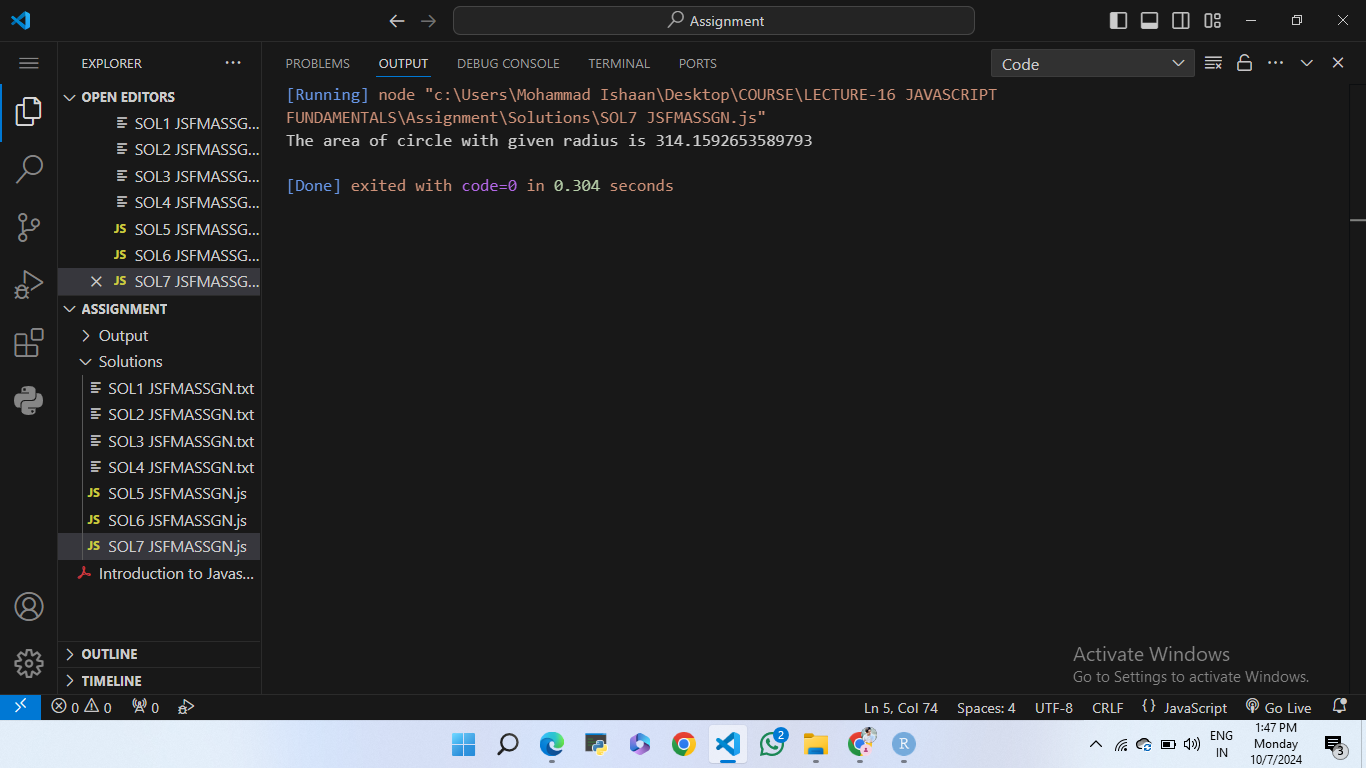 Assignment
EXPLORER
OPEN EDITORS
SOL1 JSFMASSG...
SOL2 JSFMASSG...
SOL3 JSFMASSG...
SOL4 JSFMASSG...
JS SOL5 JSFMASSG...
JS SOL6 JSFMASSG...
JS SOL7 JSFMASSG...
ASSIGNMENT
Output
Solutions
SOL1 JSFMASSGN.txt
SOL2 JSFMASSGN.txt
SOL3 JSFMASSGN.txt
SOL4 JSFMASSGN.txt
JS SOL5 JSFMASSGN.js
JS SOL6 JSFMASSGN.js
JS SOL7 JSFMASSGN.js
Introduction to Javas...
OUTLINE
TIMELINE
PROBLEMS OUTPUT DEBUG CONSOLE TERMINAL PORTS Code
[Running] node "c:\Users\Mohammad Ishaan\Desktop\COURSE\LECTURE-16 JAVASCRIPT
FUNDAMENTALS\Assignment\Solutions\SOL7 JSFMASSGN.js"
The area of circle with given radius is 314.1592653589793
[Done] exited with code=0 in 0.304 seconds
Activate Windows
Go to Settings to activate Windows.
0 0 0 Ln 5, Col 74 Spaces: 4 UTF-8 CRLF {} JavaScript Go Live
2
R
ENG
IN
1:47 PM
Monday
10/7/2024
3